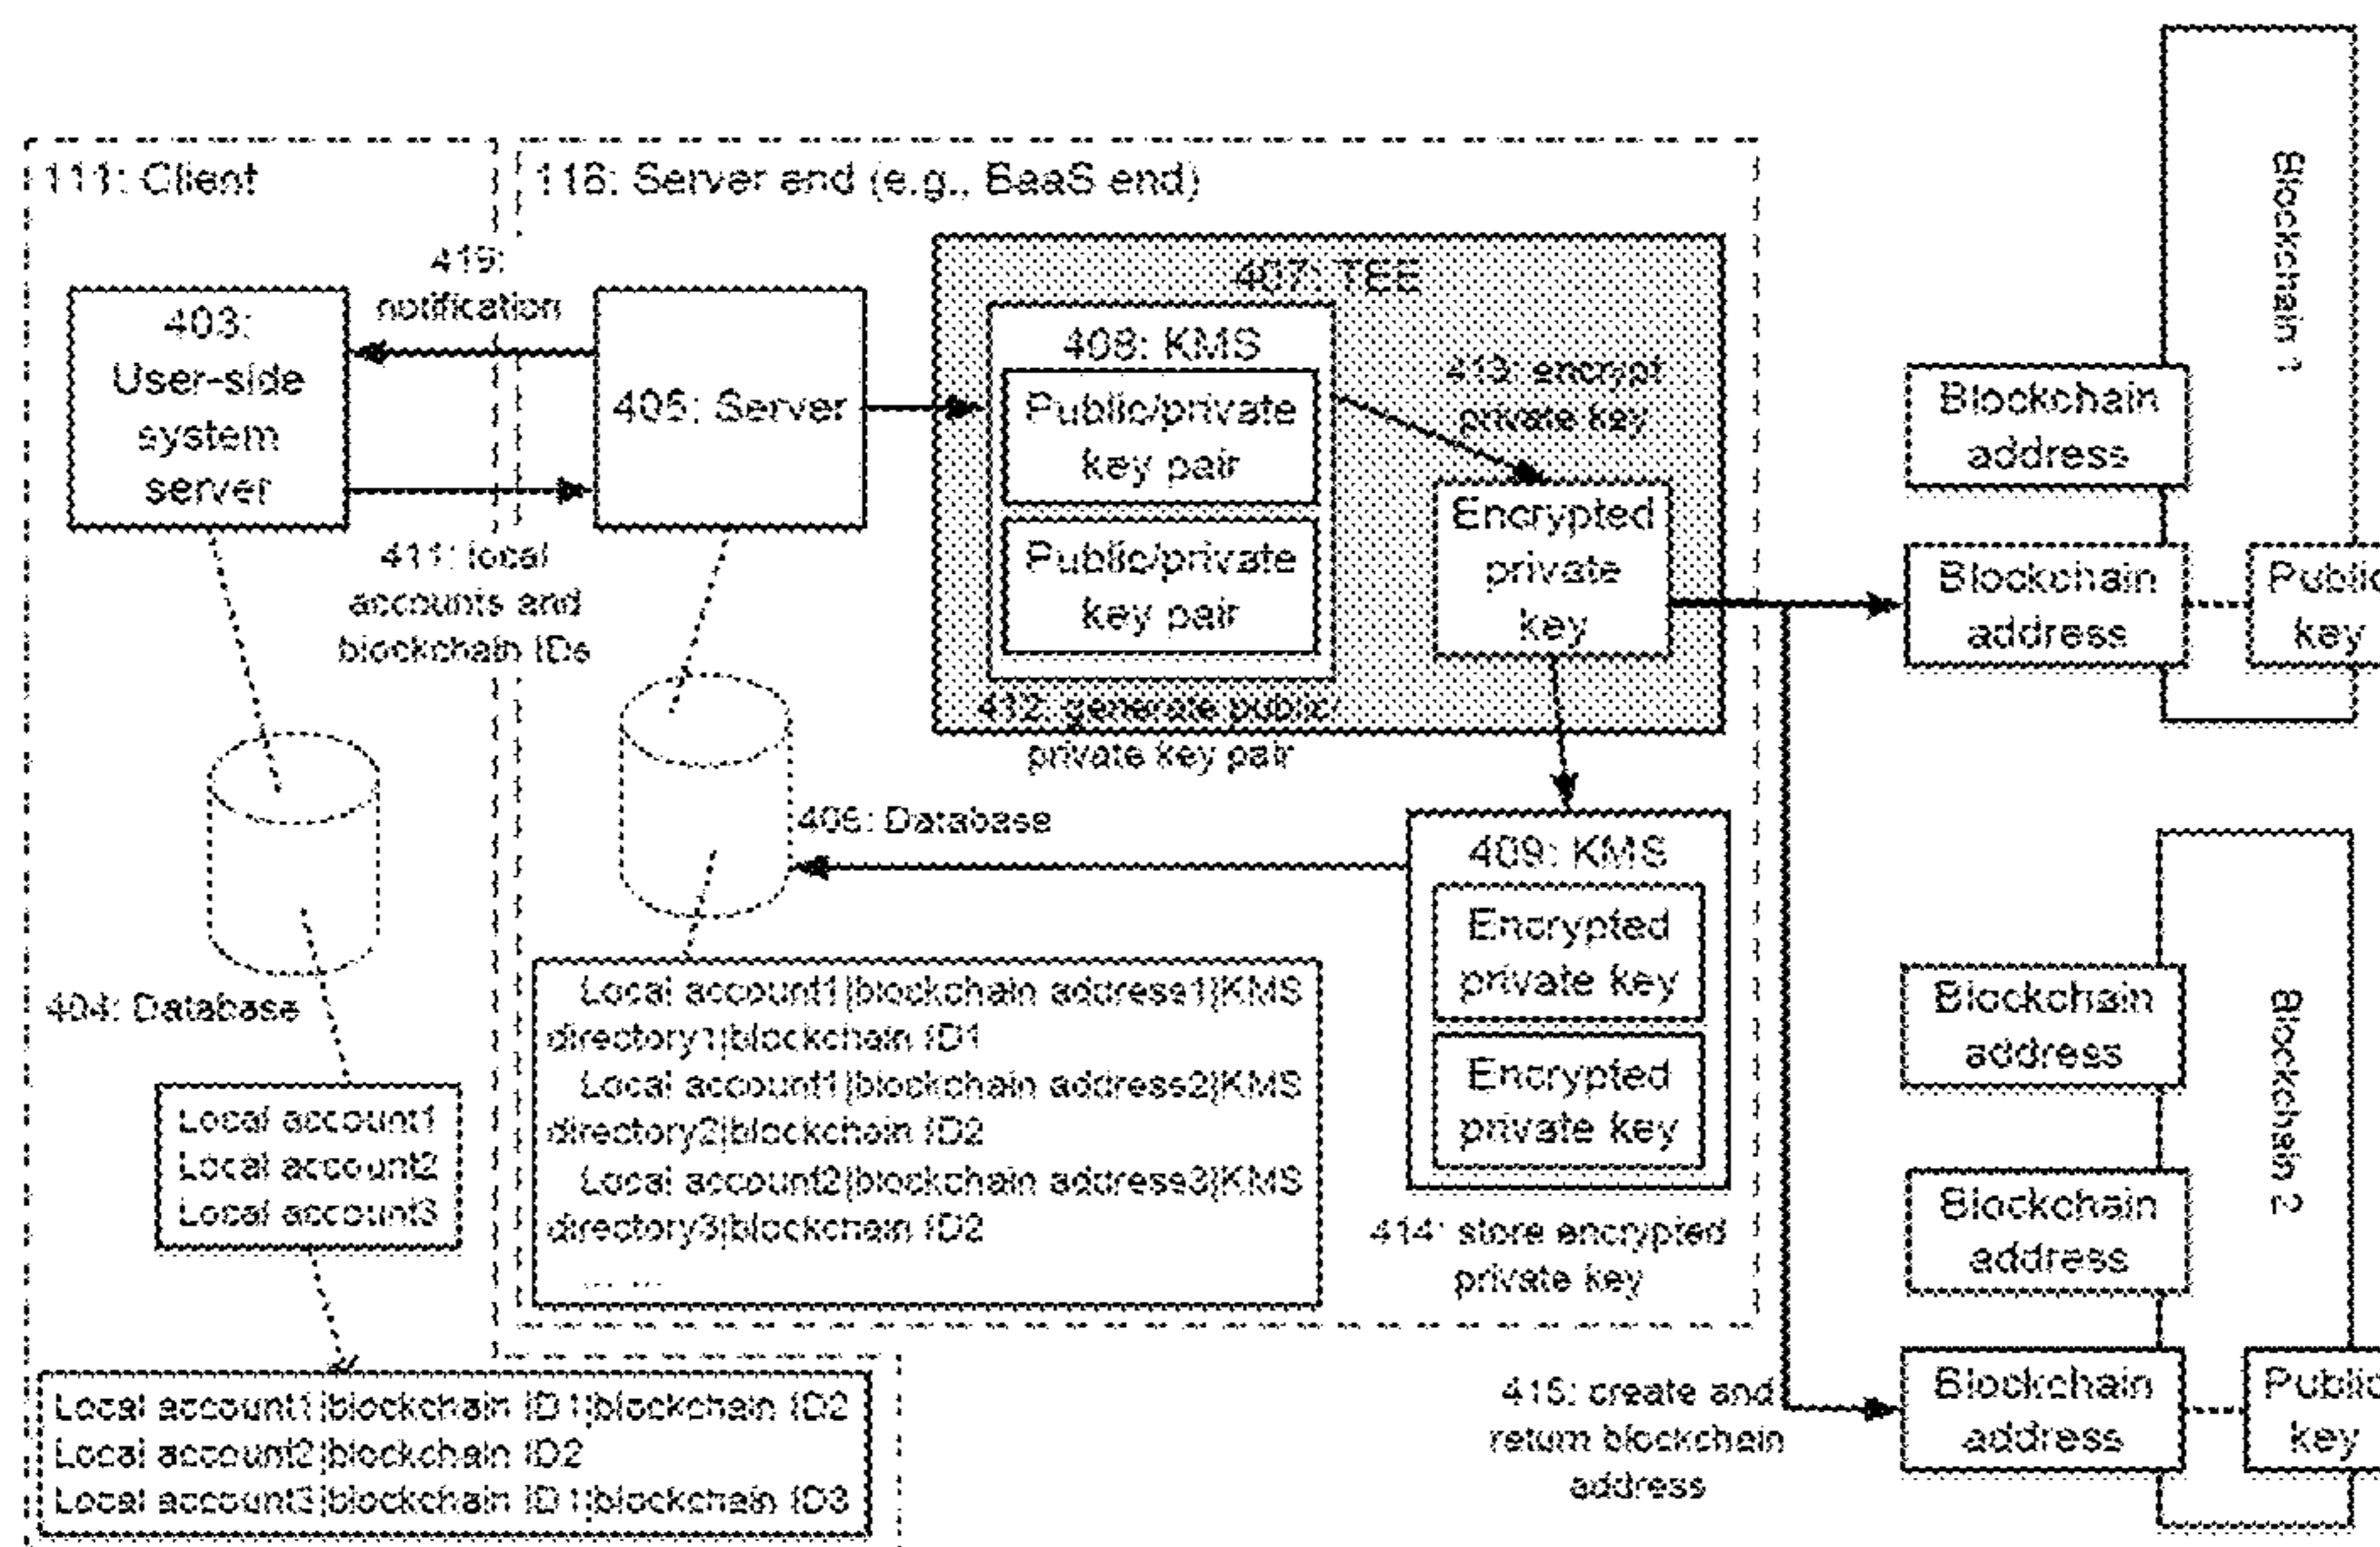 111: Client
118: Server end (e.g., BaaS end)
419:
notification
403:
User-side
system
server
405: Server
411: local
accounts and
blockchain IDs
407: TEE
408: KMS
Public/private
key pair
Public/private
key pair
413: encrypt
private key
Encrypted
private
key
412: generate public/
private key pair
404: Database
406: Database
409: KMS
Encrypted
private key
Encrypted
private key
414: store encrypted
private key
Local account1
Local account2
Local account3
Local account1|blockchain address1|KMS
directory1|blockchain ID1
Local account1|blockchain address2|KMS
directory2|blockchain ID2
Local account2|blockchain address3|KMS
directory3|blockchain ID2
... ...
Local account1|blockchain ID1|blockchain ID2
Local account2|blockchain ID2
Local account3|blockchain ID1|blockchain ID3
415: create and
return blockchain
address
Blockchain 1
Blockchain
address
Blockchain
address
Public
key
Blockchain 2
Blockchain
address
Blockchain
address
Blockchain
address
Public
key